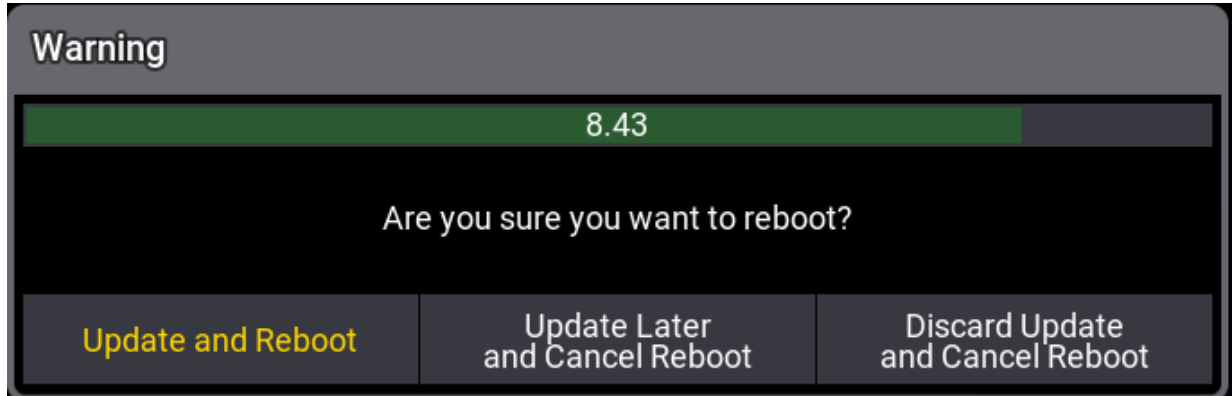 Warning
8.43
Are you sure you want to reboot?
Update and Reboot
Update Later
and Cancel Reboot
Discard Update
and Cancel Reboot